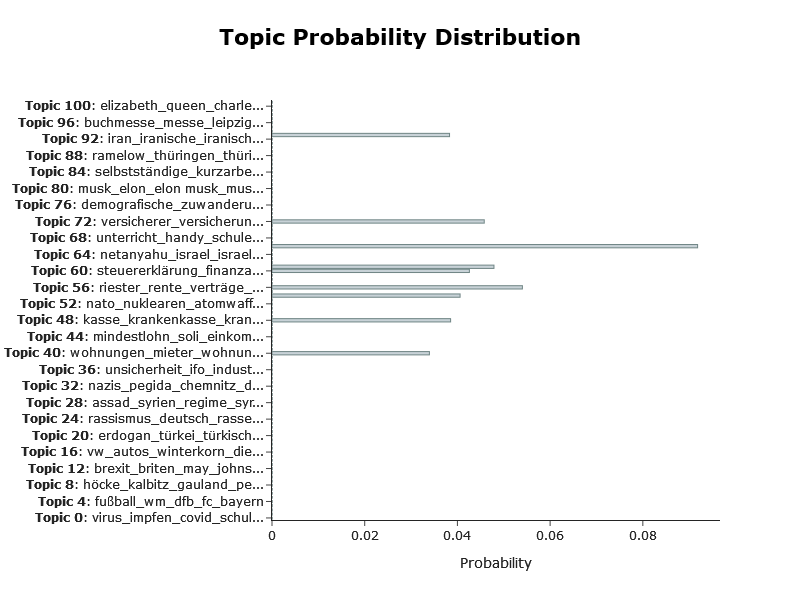 Topic Probability Distribution
Topic 100: elizabeth_queen_charle...
Topic 96: buchmesse_messe_leipzig...
Topic 92: iran_iranische_iranisch...
Topic 88: ramelow_thüringen_thüri...
Topic 84: selbstständige_kurzarbe...
Topic 80: musk_elon_elon musk_mus...
Topic 76: demografische_zuwanderu...
Topic 72: versicherer_versicherun...
Topic 68: unterricht_handy_schule...
Topic 64: netanyahu_israel_israel...
Topic 60: steuererklärung_finanza...
Topic 56: riester_rente_verträge_...
Topic 52: nato_nuklearen_atomwaff...
Topic 48: kasse_krankenkasse_kran...
Topic 44: mindestlohn_soli_einkom...
Topic 40: wohnungen_mieter_wohnun...
Topic 36: unsicherheit_ifo_indust...
Topic 32: nazis_pegida_chemnitz_d...
Topic 28: assad_syrien_regime_syr...
Topic 24: rassismus_deutsch_rasse...
Topic 20: erdogan_türkei_türkisch...
Topic 16: vw_autos_winterkorn_die...
Topic 12: brexit_briten_may_johns...
Topic 8: höcke_kalbitz_gauland_pe...
Topic 4: fußball_wm_dfb_fc_bayern
Topic 0: virus_impfen_covid_schul...
0 0.02 0.04 0.06 0.08
Probability